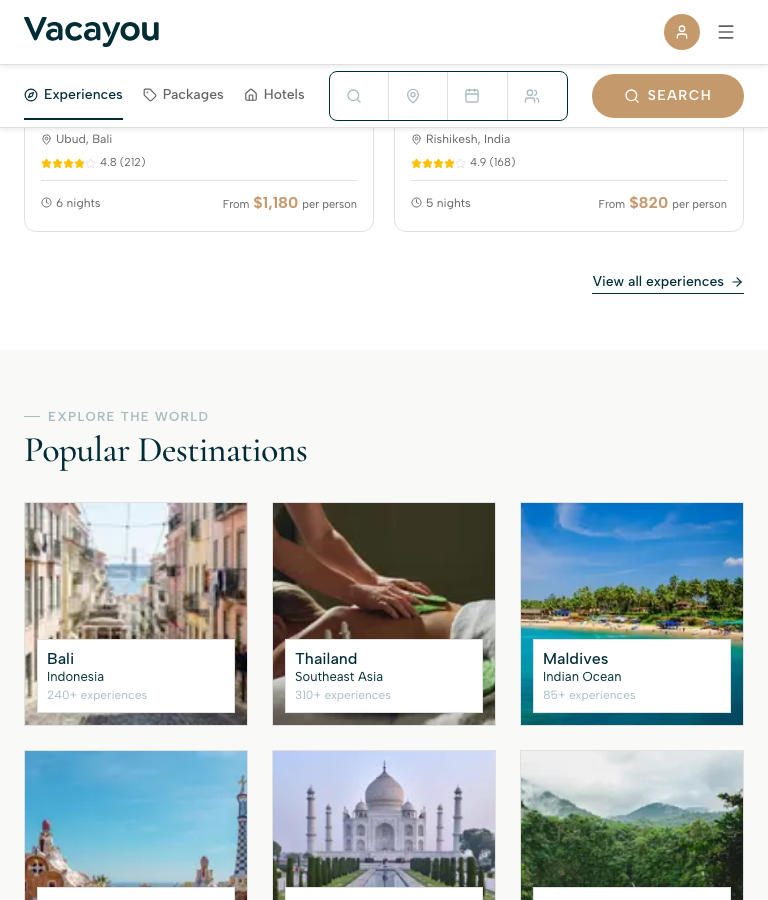 Vacayou
Experiences Packages Hotels SEARCH
Ubud, Bali
4.8 (212)
6 nights From $1,180 per person
Rishikesh, India
4.9 (168)
5 nights From $820 per person
View all experiences
EXPLORE THE WORLD
Popular Destinations
Bali
Indonesia
240+ experiences
Thailand
Southeast Asia
310+ experiences
Maldives
Indian Ocean
85+ experiences